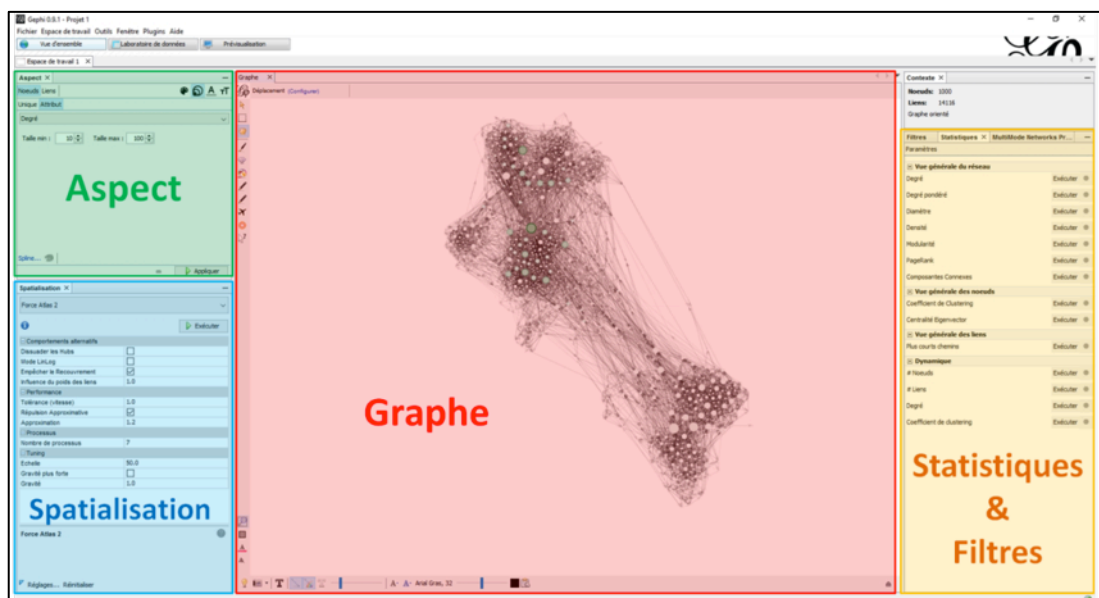 Gephi 0.9.1 - Projet 1
Fichier Espace de travail Outils Fenêtre Plugins Aide
Vue d'ensemble Laboratoire de données Prévisualisation
Espace de travail 1
Aspect
Noeuds Liens
Unique Attribut
Degré
Taille min : 10 Taille max : 100
Aspect
Spline...
Appliquer
Spatialisation
Force Atlas 2
Exécuter
Comportements alternatifs
Dissuader les Hubs
Mode LinLog
Empêcher le Recouvrement
Influence du poids des liens 1.0
Performance
Tolérance (vitesse) 1.0
Répulsion Approximative
Approximation 1.2
Processus
Nombre de processus 7
Tuning
Echelle 50.0
Gravité plus forte
Gravité 1.0
Spatialisation
Force Atlas 2
Réglages... Réinitialiser
Graphe
Déplacement (Configurer)
Graphe
Arial Gras, 32
Contexte
Noeuds: 1000
Liens: 14116
Graphe orienté
Filtres Statistiques MultiMode Networks Pr...
Paramètres
Vue générale du réseau
Degré Exécuter
Degré pondéré Exécuter
Diamètre Exécuter
Densité Exécuter
Modularité Exécuter
PageRank Exécuter
Composantes Connexes Exécuter
Vue générale des noeuds
Coefficient de Clustering Exécuter
Centralité Eigenvector Exécuter
Vue générale des liens
Plus courts chemins Exécuter
Dynamique
# Noeuds Exécuter
# Liens Exécuter
Degré Exécuter
Coefficient de clustering Exécuter
Statistiques
&
Filtres